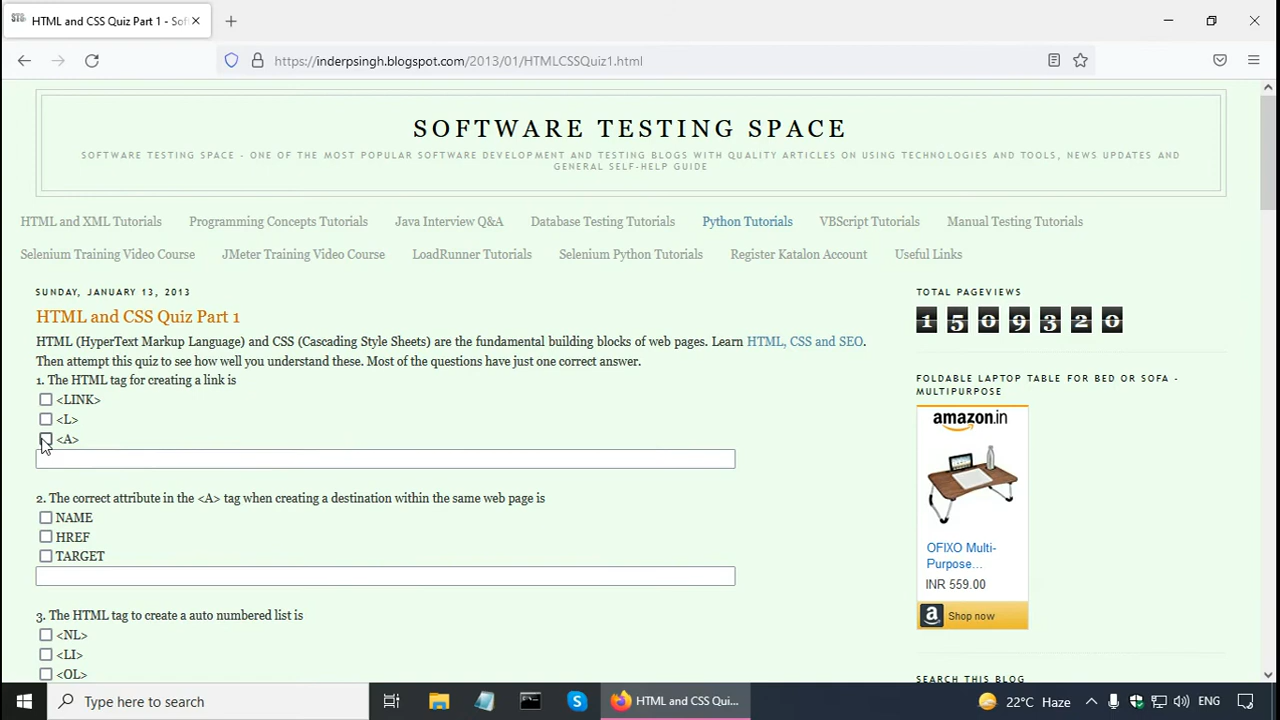 HTML and CSS Quiz Part 1 - Sof
https://inderpsingh.blogspot.com/2013/01/HTMLCSSQuiz1.html
SOFTWARE TESTING SPACE
SOFTWARE TESTING SPACE - ONE OF THE MOST POPULAR SOFTWARE DEVELOPMENT AND TESTING BLOGS WITH QUALITY ARTICLES ON USING TECHNOLOGIES AND TOOLS, NEWS UPDATES AND
GENERAL SELF-HELP GUIDE
HTML and XML Tutorials Programming Concepts Tutorials Java Interview Q&A Database Testing Tutorials Python Tutorials VBScript Tutorials Manual Testing Tutorials
Selenium Training Video Course JMeter Training Video Course LoadRunner Tutorials Selenium Python Tutorials Register Katalon Account Useful Links
SUNDAY, JANUARY 13, 2013
HTML and CSS Quiz Part 1
HTML (HyperText Markup Language) and CSS (Cascading Style Sheets) are the fundamental building blocks of web pages. Learn HTML, CSS and SEO.
Then attempt this quiz to see how well you understand these. Most of the questions have just one correct answer.
1. The HTML tag for creating a link is
<LINK>
<L>
<A>
2. The correct attribute in the <A> tag when creating a destination within the same web page is
NAME
HREF
TARGET
3. The HTML tag to create a auto numbered list is
<NL>
<LI>
<OL>
TOTAL PAGEVIEWS
1 5 0 9 3 2 0
FOLDABLE LAPTOP TABLE FOR BED OR SOFA -
MULTIPURPOSE
amazon.in
OFIXO Multi-
Purpose...
INR 559.00
Shop now
SEARCH THIS BLOG
Type here to search
HTML and CSS Qui...
22°C Haze
ENG